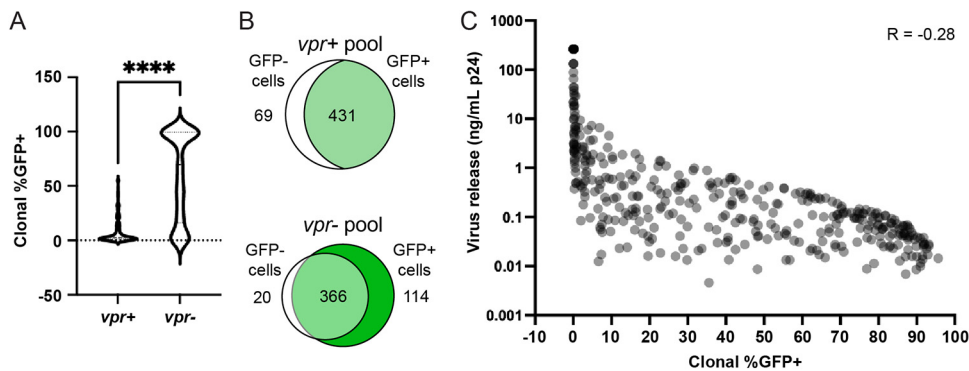 A
Clonal %GFP+
150
100
50
0
-50
****
vpr+
vpr-
B
vpr+ pool
GFP-
cells
GFP+
cells
69
431
vpr- pool
GFP-
cells
GFP+
cells
20
366
114
C
R = -0.28
Virus release (ng/mL p24)
1000
100
10
1
0.1
0.01
0.001
-10
0
10
20
30
40
50
60
70
80
90
100
Clonal %GFP+